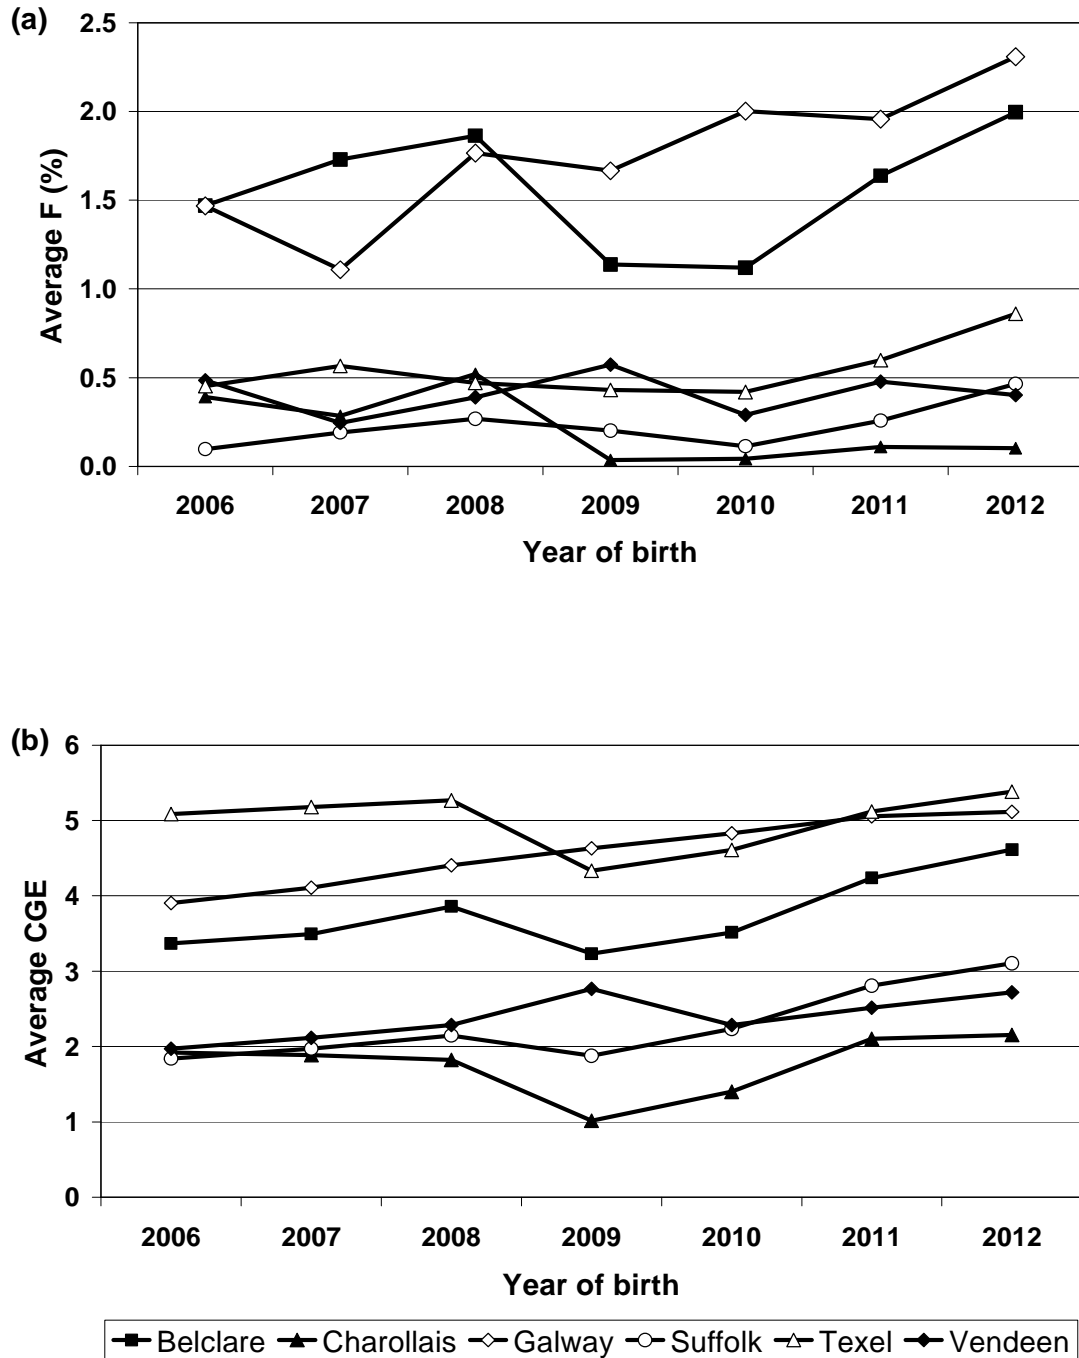 (a)
2.5
2.0
1.5
1.0
0.5
0.0
Average F (%)
2006 2007 2008 2009 2010 2011 2012
Year of birth
(b)
6
5
4
3
2
1
0
Average CGE
2006 2007 2008 2009 2010 2011 2012
Year of birth
Belclare Charollais Galway Suffolk Texel Vendeen